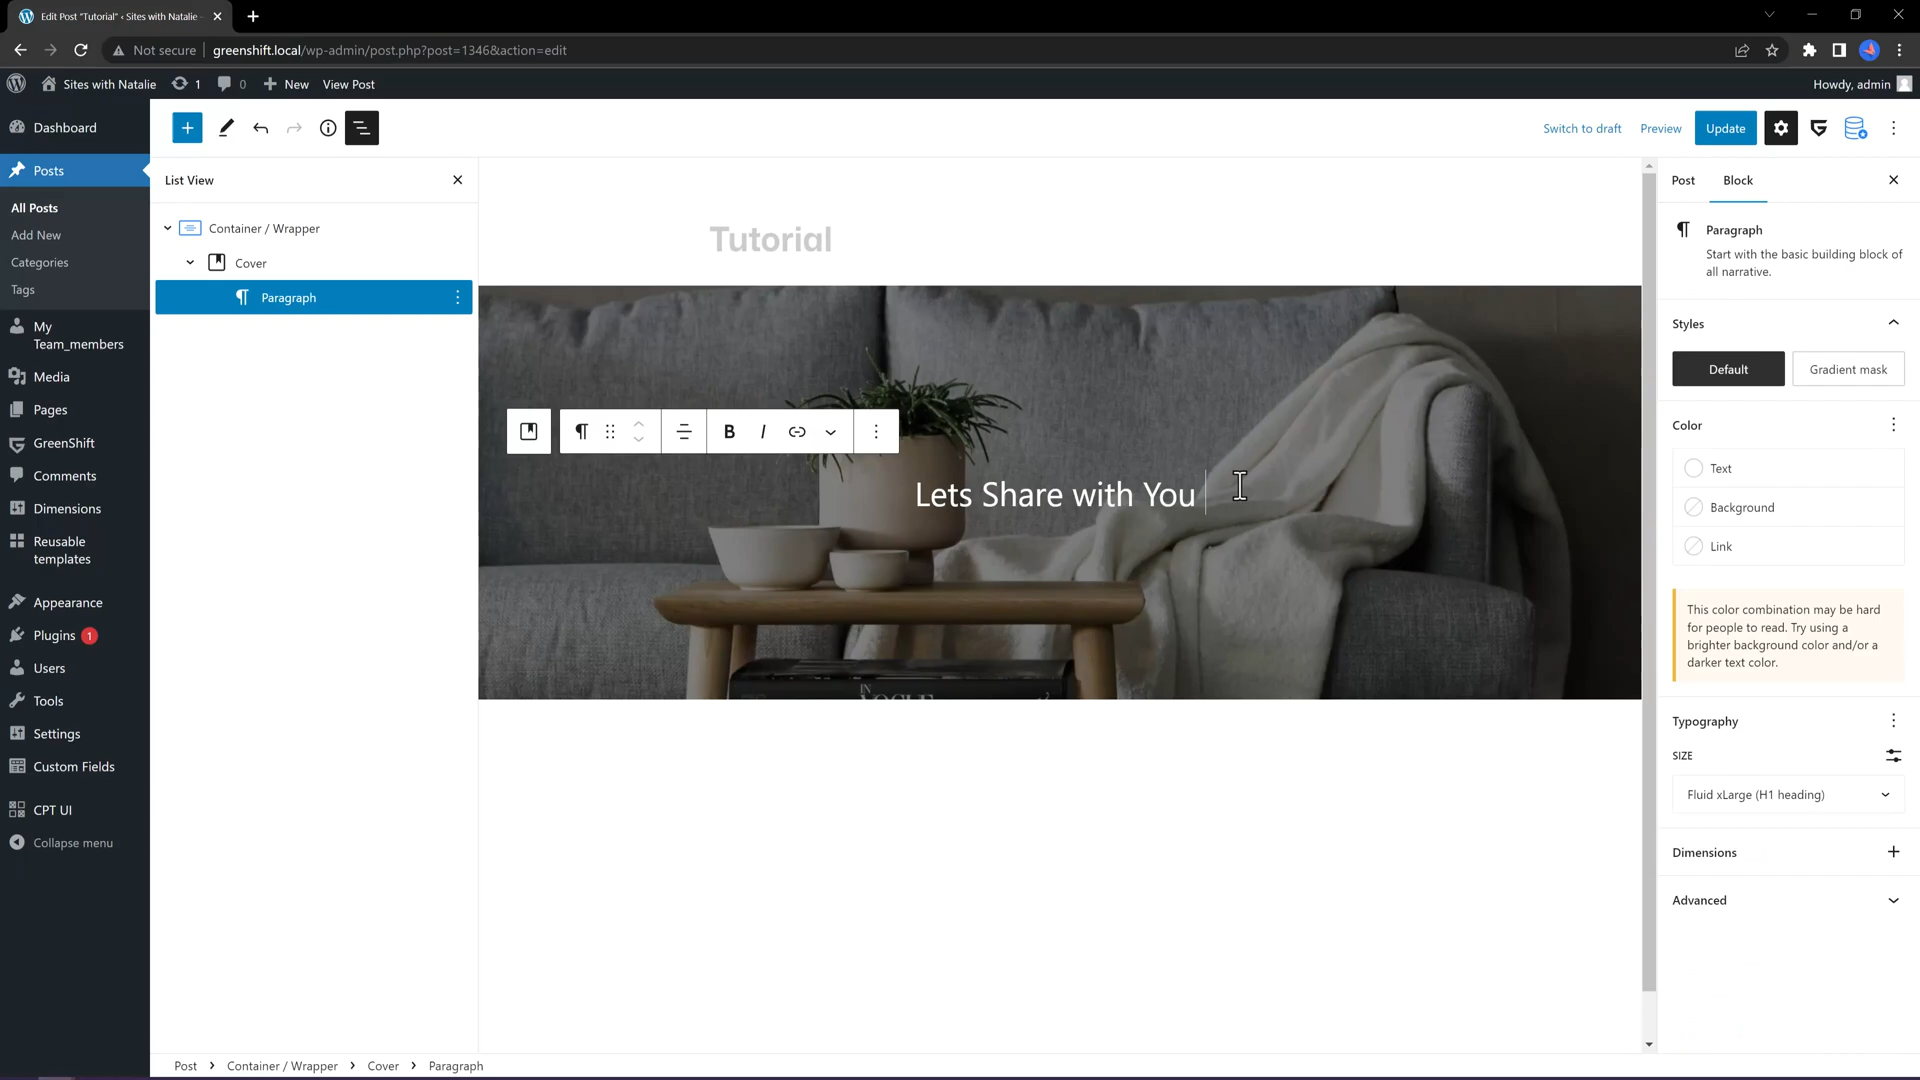 Edit Post "Tutorial" ‹ Sites with Natalie
Not secure
greenshift.local/wp-admin/post.php?post=1346&action=edit
Sites with Natalie
1
0
New
View Post
Howdy, admin
Dashboard
Posts
All Posts
Add New
Categories
Tags
My
Team_members
Media
Pages
GreenShift
Comments
Dimensions
Reusable
templates
Appearance
Plugins 1
Users
Tools
Settings
Custom Fields
CPT UI
Collapse menu
Switch to draft
Preview
Update
List View
Container / Wrapper
Cover
Paragraph
Tutorial
B I
Lets Share with You
IN
VOGUE
Post
Block
Paragraph
Start with the basic building block of
all narrative.
Styles
Default
Gradient mask
Color
Text
Background
Link
This color combination may be hard
for people to read. Try using a
brighter background color and/or a
darker text color.
Typography
SIZE
Fluid xLarge (H1 heading)
Dimensions
Advanced
Post > Container / Wrapper > Cover > Paragraph